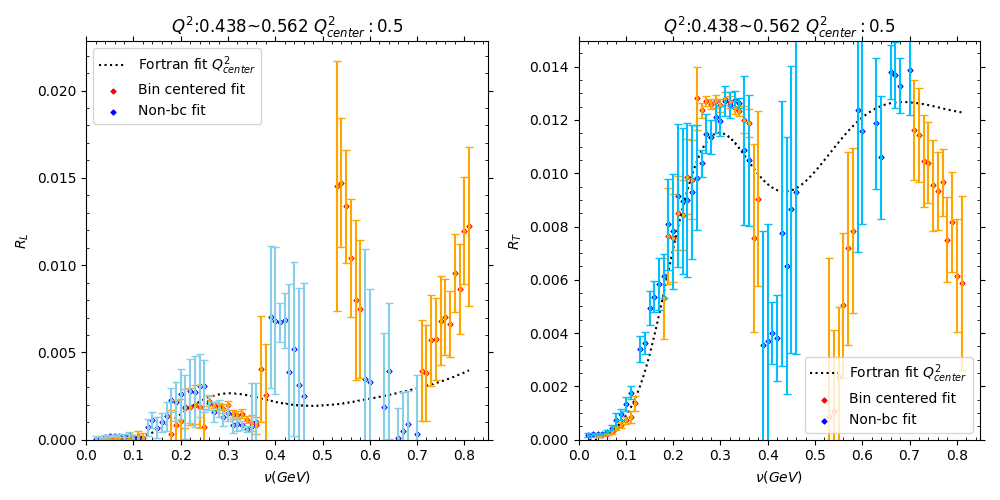 Q²:0.438~0.562 Q²center : 0.5
Fortran fit Q²center
Bin centered fit
Non-bc fit
R_L
0.020
0.015
0.010
0.005
0.000
0.0 0.1 0.2 0.3 0.4 0.5 0.6 0.7 0.8
ν(GeV)
Q²:0.438~0.562 Q²center : 0.5
R_T
0.014
0.012
0.010
0.008
0.006
0.004
0.002
0.000
Fortran fit Q²center
Bin centered fit
Non-bc fit
0.0 0.1 0.2 0.3 0.4 0.5 0.6 0.7 0.8
ν(GeV)